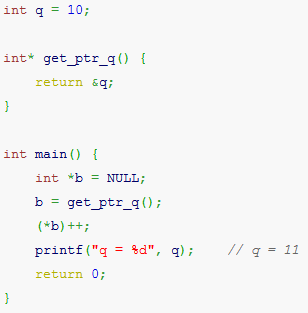 int q = 10;
int* get_ptr_q() {
    return &q;
}
int main() {
    int *b = NULL;
    b = get_ptr_q();
    (*b)++;
    printf("q = %d", q);    // q = 11
    return 0;
}